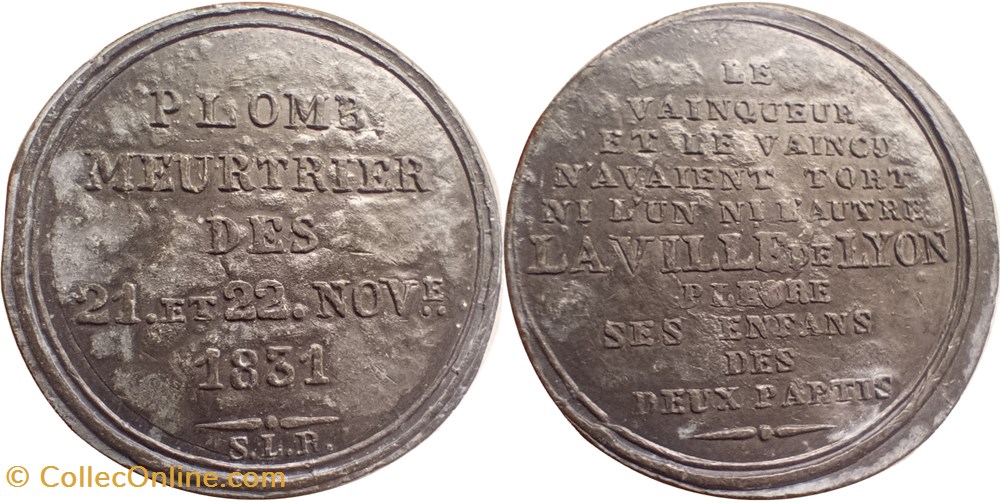 PLOMB
MEURTRIER
DES
21. ET 22. NOVE.
1831
S.L.R.
LE
VAINQUEUR
ET LE VAINCU
N'AVAIENT TORT
NI L'UN NI L'AUTRE
LA VILLE DE LYON
PLEURE
SES ENFANS
DES
DEUX PARTIS
© CollecOnline.com